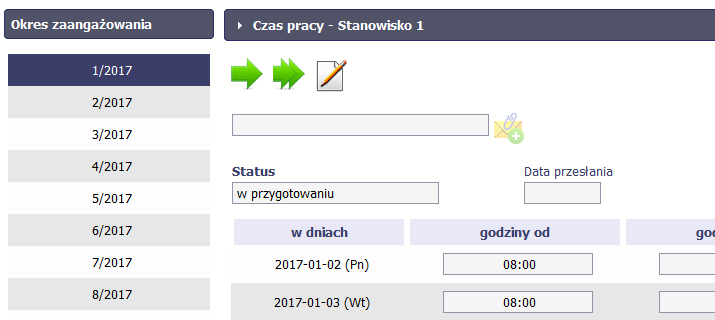 Okres zaangażowania
1/2017
2/2017
3/2017
4/2017
5/2017
6/2017
7/2017
8/2017
Czas pracy - Stanowisko 1
Status
Data przesłania
w przygotowaniu
w dniach
godziny od
god
2017-01-02 (Pn)
08:00
2017-01-03 (Wt)
08:00